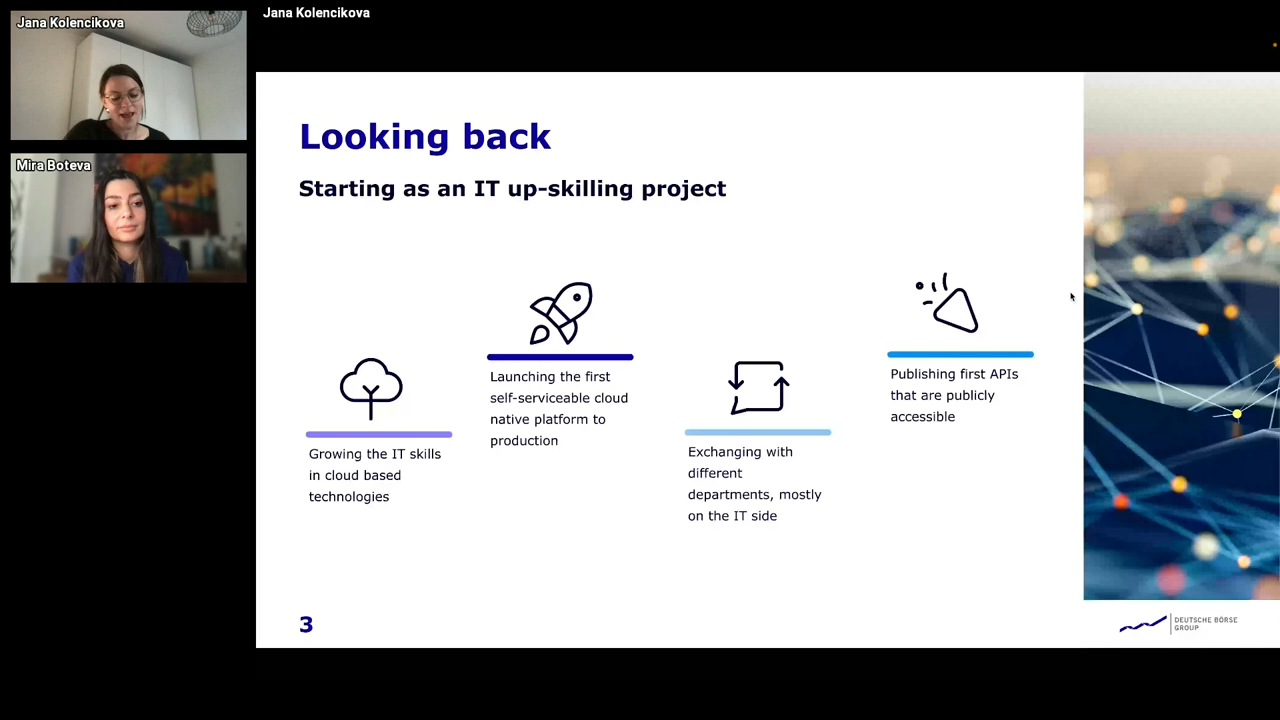 Jana Kolencikova
Mira Boteva
Jana Kolencikova
Looking back
Starting as an IT up-skilling project
Growing the IT skills
in cloud based
technologies
Launching the first
self-serviceable cloud
native platform to
production
Exchanging with
different
departments, mostly
on the IT side
Publishing first APIs
that are publicly
accessible
3
DEUTSCHE BÖRSE
GROUP